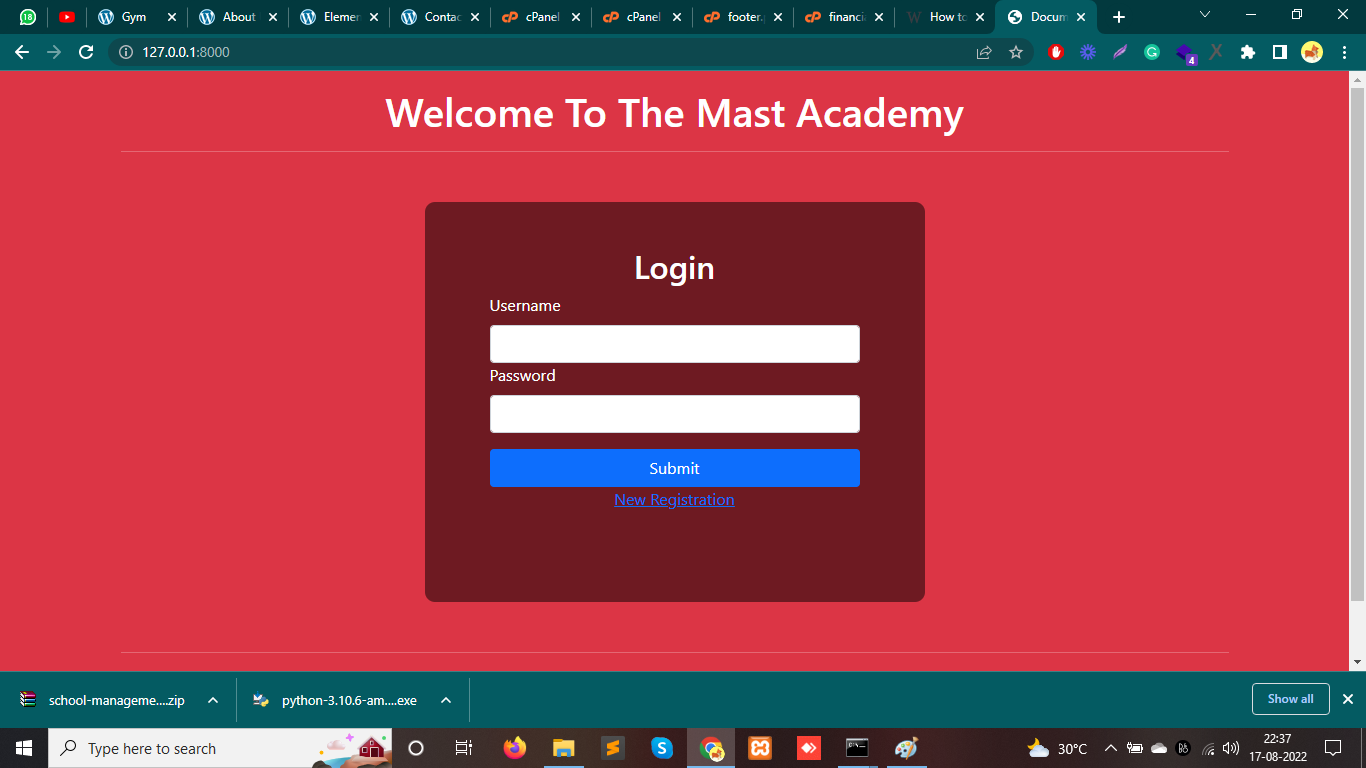 18
Gym
About
Elemen
Contac
cPanel
cPanel
footer.
financi
How to
Docum
127.0.0.1:8000
4
Welcome To The Mast Academy
Login
Username
Password
Submit
New Registration
school-manageme....zip
python-3.10.6-am....exe
Show all
Type here to search
30°C
22:37
17-08-2022